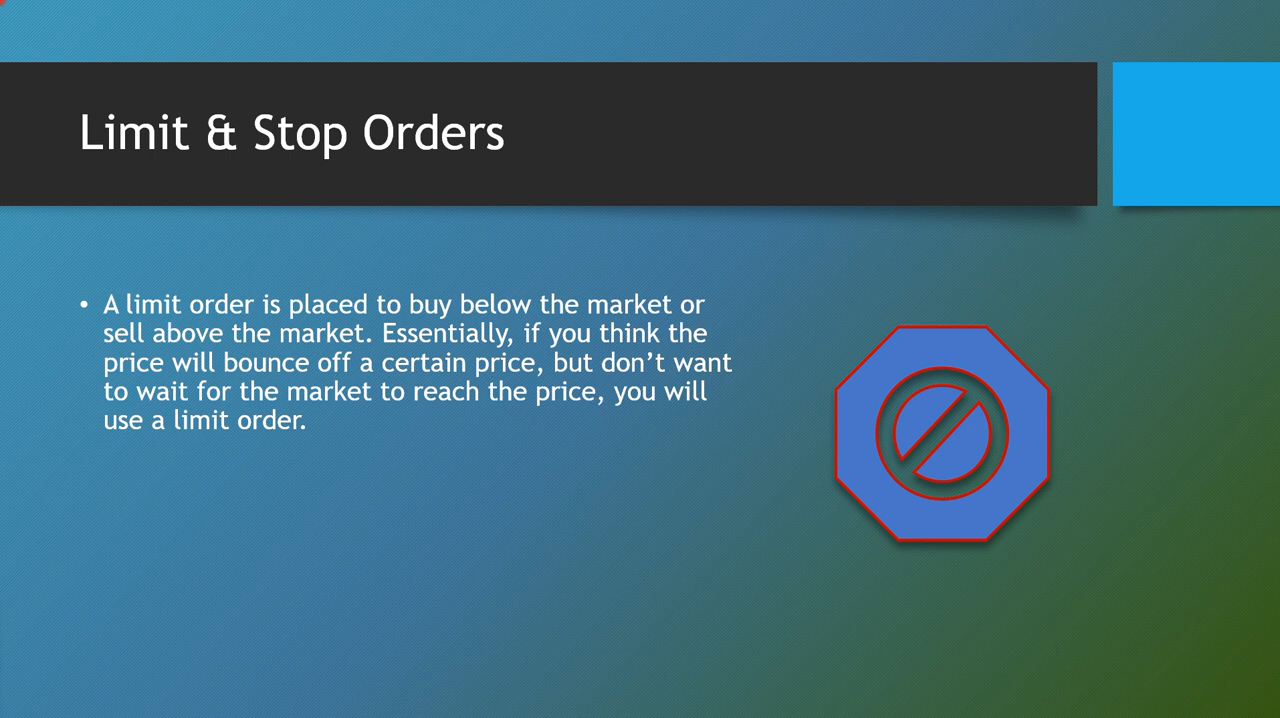 Limit & Stop Orders
• A limit order is placed to buy below the market or
sell above the market. Essentially, if you think the
price will bounce off a certain price, but don’t want
to wait for the market to reach the price, you will
use a limit order.